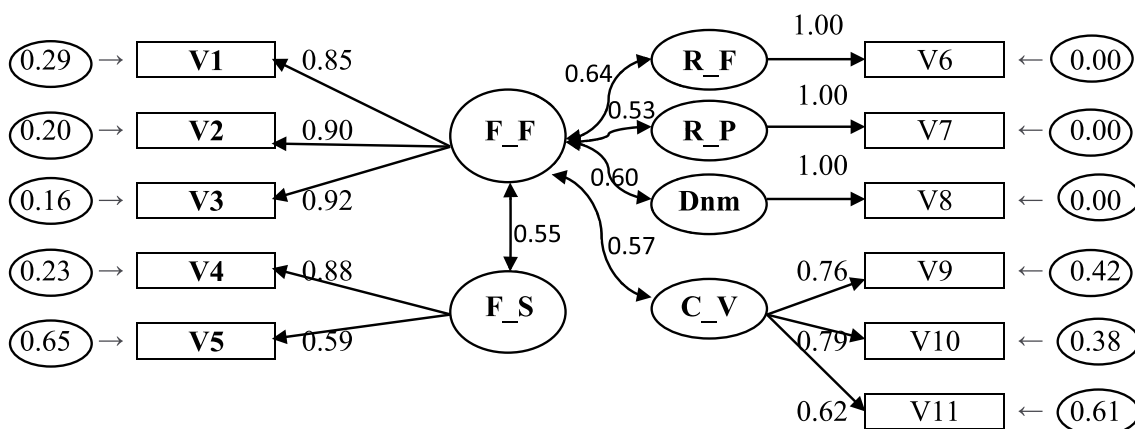 0.29 → V1 0.85
0.20 → V2 0.90
0.16 → V3 0.92
0.23 → V4 0.88
0.65 → V5 0.59
F_F
0.55
F_S
0.64
0.53
0.60
0.57
R_F 1.00 V6 ← 0.00
R_P 1.00 V7 ← 0.00
Dnm 1.00 V8 ← 0.00
C_V
0.76 V9 ← 0.42
0.79 V10 ← 0.38
0.62 V11 ← 0.61